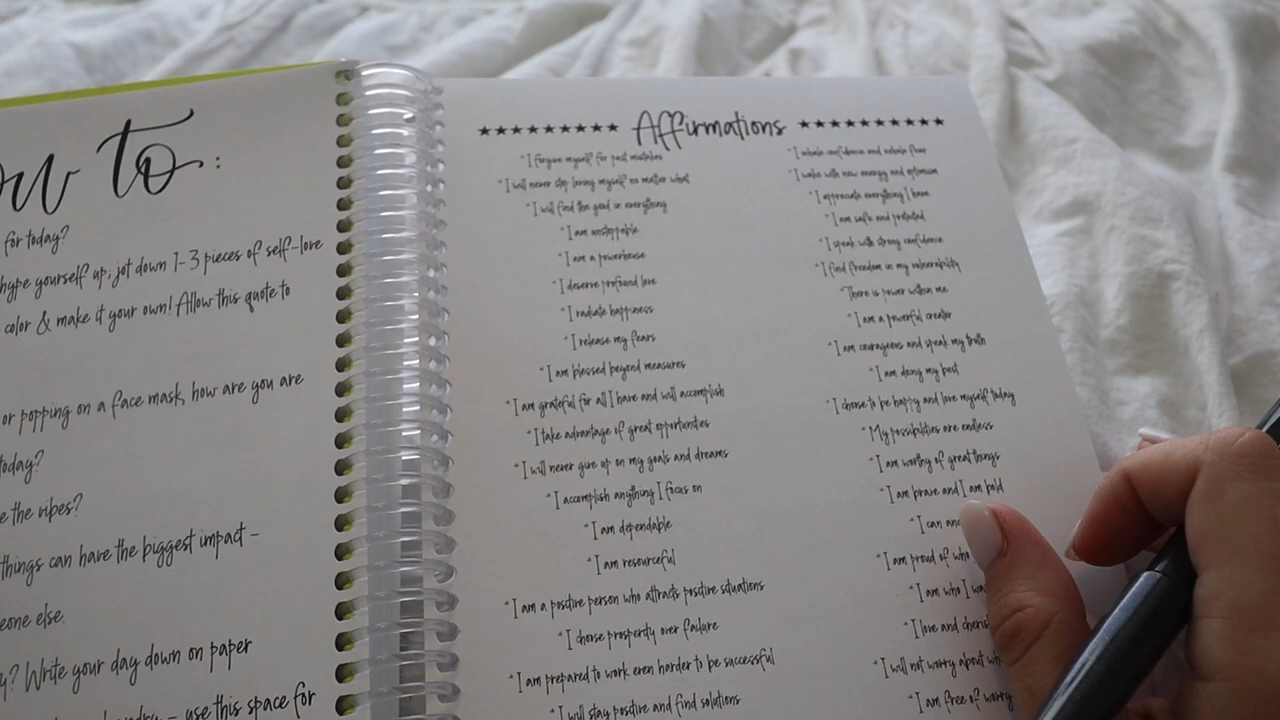 to:
for today?
hype yourself up; jot down 1-3 pieces of self-love
color & make it your own! Allow this quote to
or popping on a face mask, how are you are
today?
the vibes?
things can have the biggest impact -
else.
? Write your day down on paper
- use this space for
★★★★★★★★★ Affirmations ★★★★★★★★★★
*I forgive myself for past mistakes
*I will never stop loving myself no matter what
*I will find the good in everything
*I am unstoppable
*I am a powerhouse
*I deserve profound love
*I radiate happiness
*I release my fears
*I am blessed beyond measures
*I am grateful for all I have and will accomplish
*I take advantage of great opportunities
*I will never give up on my goals and dreams
*I accomplish anything I focus on
*I am dependable
*I am resourceful
*I am a positive person who attracts positive situations
*I choose prosperity over failure
*I am prepared to work even harder to be successful
*I will stay positive and find solutions
*I inhale confidence and exhale fear
*I wake with new energy and optimism
*I appreciate everything I have
*I am safe and protected
*I speak with strong confidence
*I find freedom in my vulnerability
*There is power within me
*I am a powerful creator
*I am courageous and speak my truth
*I am doing my best
*I choose to be happy and love myself today
*My possibilities are endless
*I am worthy of great things
*I am brave and I am bold
*I can
*I am proud of who
*I am who I
*I love and
*I will not worry about
*I am free of worry